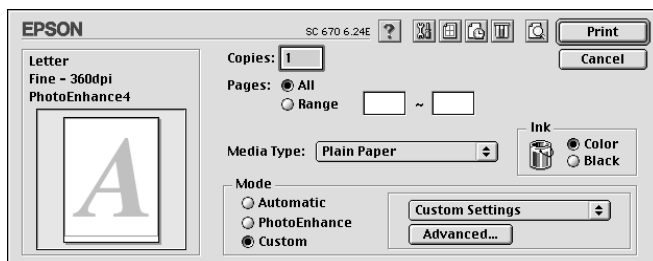 EPSON
SC 670 6.24E
?
Print
Cancel
Letter
Fine - 360dpi
PhotoEnhance4
A
Copies: 1
Pages: All
Range ~
Media Type: Plain Paper
Ink
Color
Black
Mode
Automatic
PhotoEnhance
Custom
Custom Settings
Advanced...